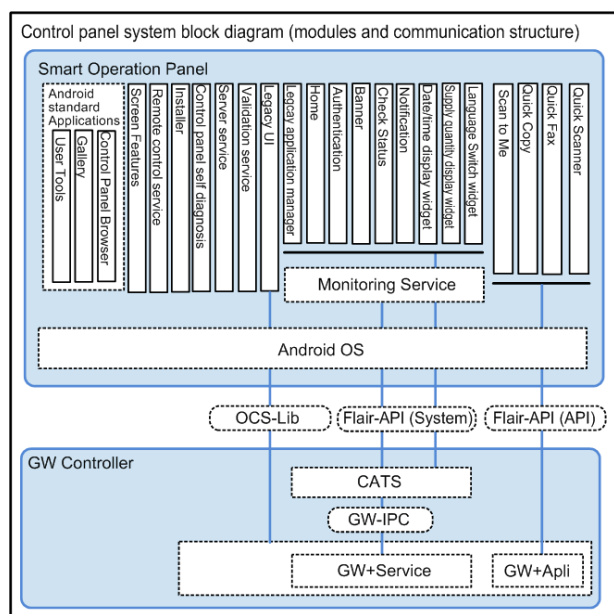 Control panel system block diagram (modules and communication structure)
Smart Operation Panel
Android
standard
Applications
User Tools
Gallery
Control Panel Browser
Screen Features
Remote control service
Installer
Control panel self diagnosis
Server service
Validation service
Legacy UI
Legcay application manager
Home
Authentication
Banner
Check Status
Notification
Date/time display widget
Supply quantity display widget
Language Switch widget
Scan to Me
Quick Copy
Quick Fax
Quick Scanner
Monitoring Service
Android OS
OCS-Lib
Flair-API (System)
Flair-API (API)
GW Controller
CATS
GW-IPC
GW+Service
GW+Apli